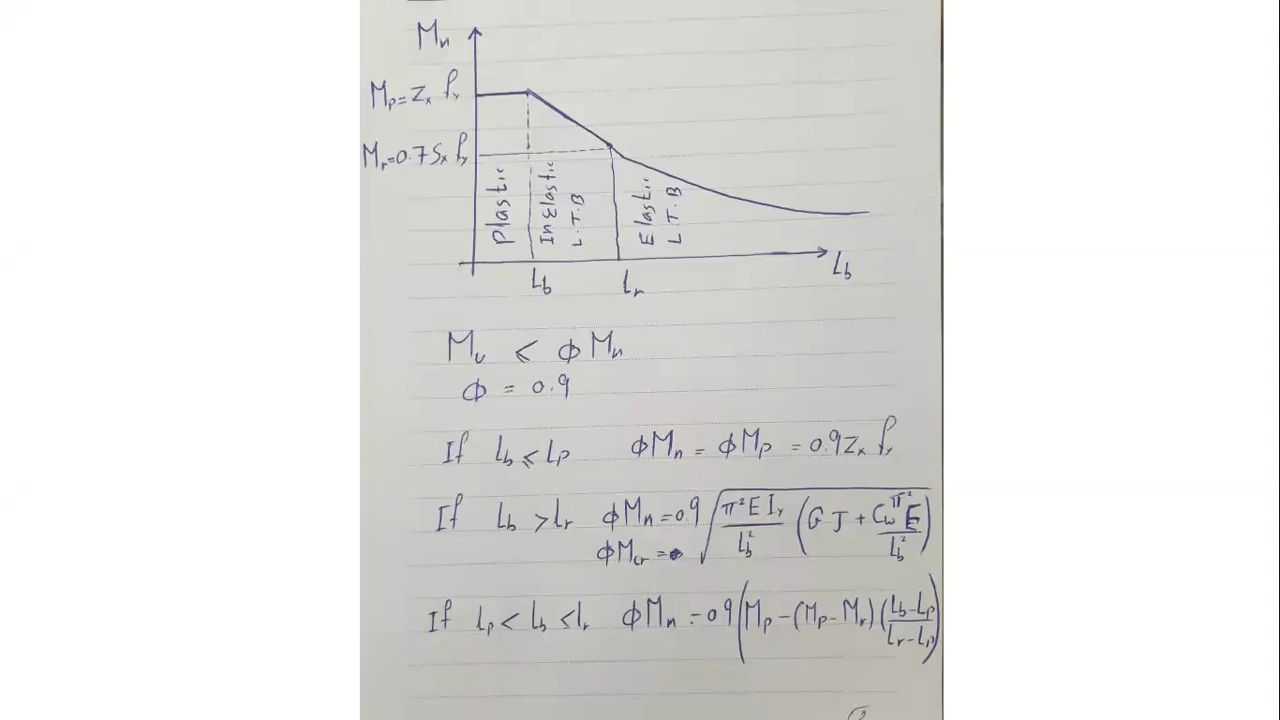 Mn
Mp=Zx Fy
Mr=0.7Sx Fy
Plastic
InElastic
L.T.B
Elastic
L.T.B
Lb
Lr
Lb
Mu ≤ ϕMn
ϕ = 0.9
If Lb ≤ Lp ϕMn = ϕMp = 0.9Zx Fy
If Lb > Lr ϕMn = 0.9 √(π²EIy/Lb² (GJ + Cwπ²E/Lb²))
ϕMcr =
If Lp < Lb < Lr ϕMn = 0.9(Mp-(Mp-Mr)(Lb-Lp/Lr-Lp))